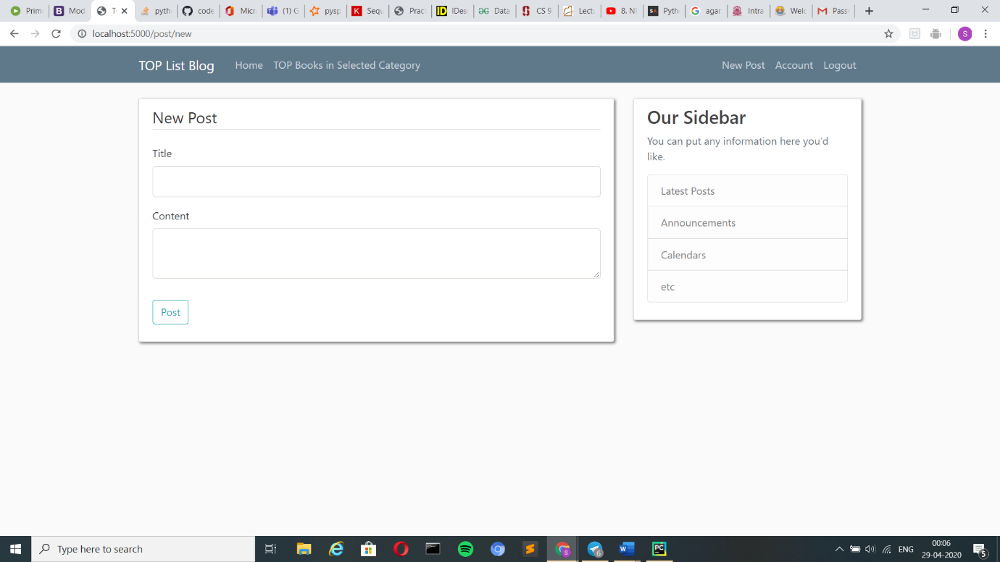 Prim
Mod
T
pyth
code
Micr
(1) G
pysp
Sequ
Pract
IDes
Data
CS 9
Lect
8. N
Pyth
agar
Intra
Welc
Pass
localhost:5000/post/new
S
TOP List Blog
Home
TOP Books in Selected Category
New Post
Account
Logout
New Post
Title
Content
Post
Our Sidebar
You can put any information here you'd
like.
Latest Posts
Announcements
Calendars
etc
Type here to search
ENG
00:06
29-04-2020
5